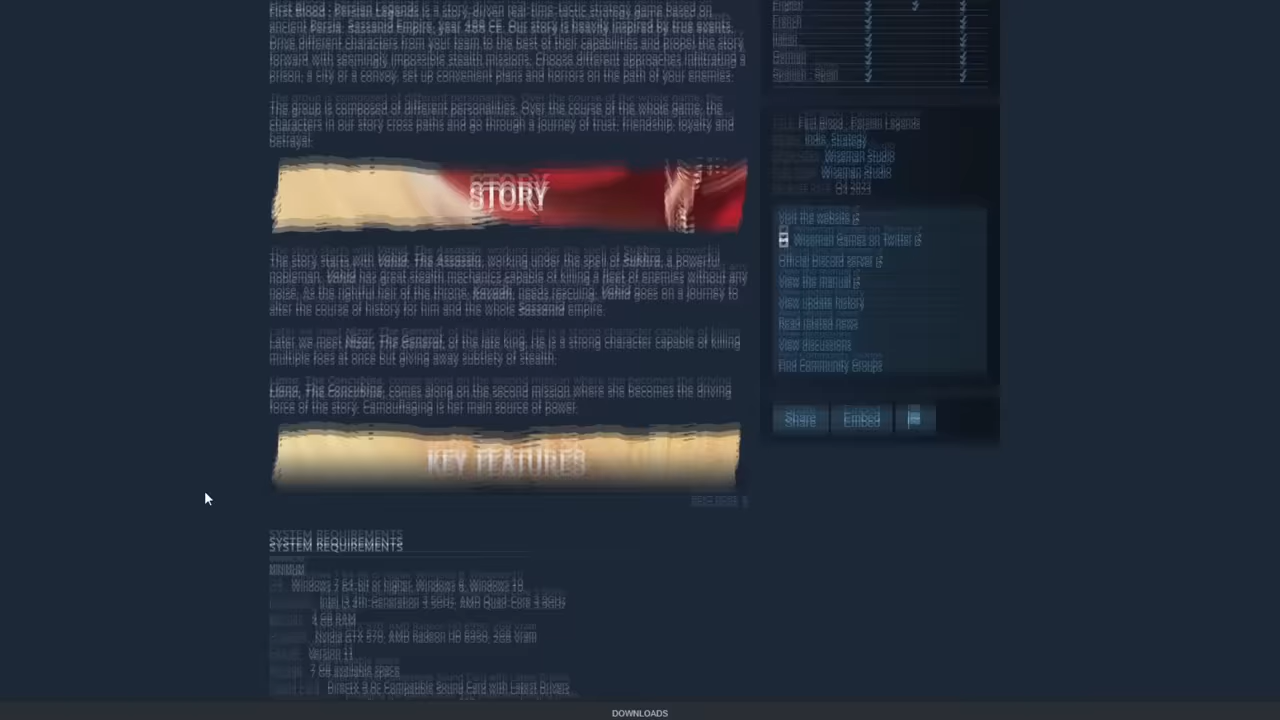 First Blood : Persian Legends is a story-driven real-time-tactic strategy game based on
ancient Persia, Sassanid Empire, year 488 CE. Our story is heavily inspired by true events.
Drive different characters from your team to the best of their capabilities and propel the story
forward with seemingly impossible stealth missions. Choose different approaches infiltrating a
prison, a city or a convoy, set up convenient plans and horrors on the path of your enemies.
The group is composed of different personalities. Over the course of the whole game, the
characters in our story cross paths and go through a journey of trust, friendship, loyalty and
betrayal.
STORY
The story starts with Vahid, The Assassin, working under the spell of Sukhra, a powerful
nobleman. Vahid has great stealth mechanics capable of killing a fleet of enemies without any
noise. As the rightful heir of the throne, Kavadh, needs rescuing, Vahid goes on a journey to
alter the course of history for him and the whole Sassanid empire.
Later we meet Nizar, The General, of the late king. He is a strong character capable of killing
multiple foes at once but giving away subtlety of stealth.
The Concubine, comes along on the second mission where she becomes the driving
force of the story. Camouflaging is her main source of power.
KEY FEATURES
SYSTEM REQUIREMENTS
MINIMUM:
Windows 7 64-bit or higher, Windows 8, Windows 10
Intel i3 4th-Generation 3.5GHz, AMD Quad-Core 3.9GHz
4 GB RAM
Nvidia GTX 570, AMD Radeon HD 6950, 2GB Vram
Version 11
7 GB available space
DirectX 9.0c Compatible Sound Card with Latest Drivers
English
French
German
First Blood : Persian Legends
Indie, Strategy
Wiseman Studio
Wiseman Studio
Q4 2023
Visit the website
Wiseman Games on Twitter
Official Discord server
View the manual
View update history
Read related news
View discussions
Find Community Groups
Share
Embed
DOWNLOADS